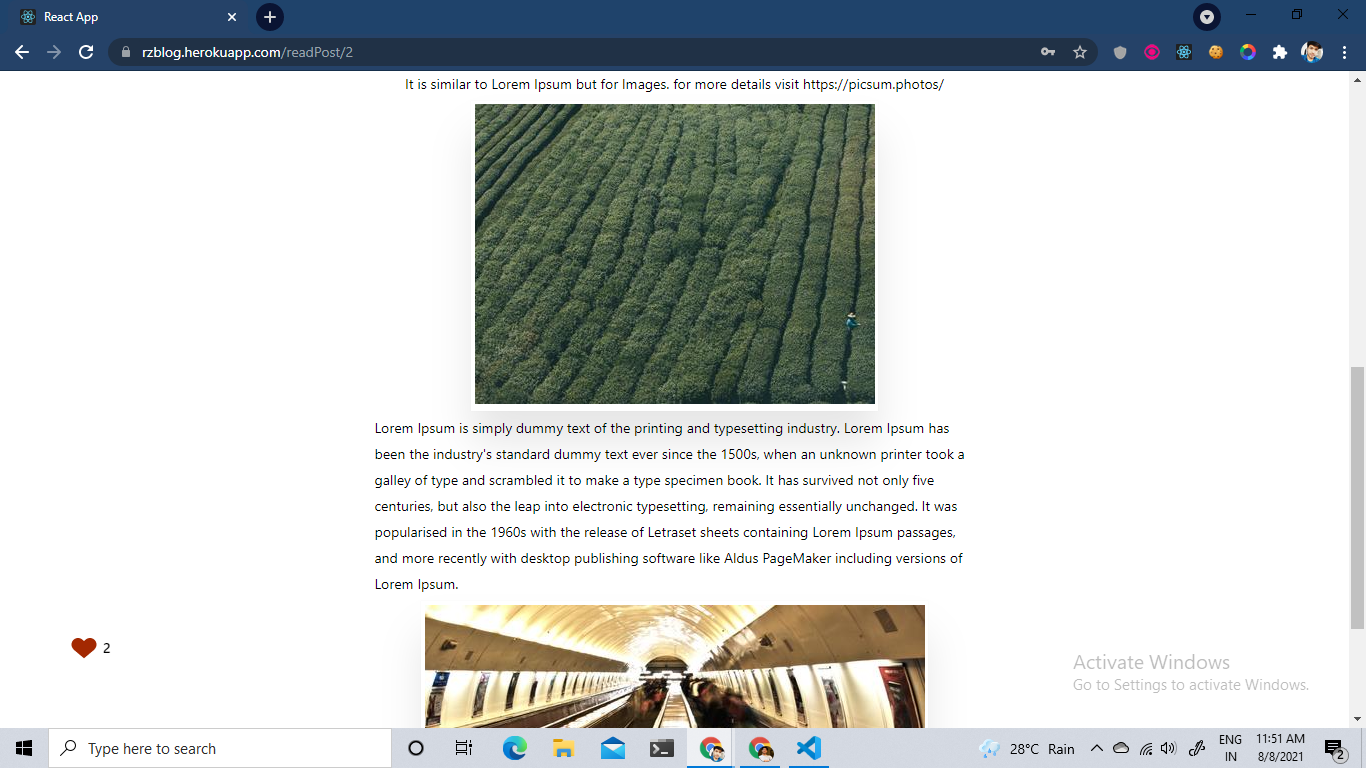 React App
rzblog.herokuapp.com/readPost/2
It is similar to Lorem Ipsum but for Images. for more details visit https://picsum.photos/
Lorem Ipsum is simply dummy text of the printing and typesetting industry. Lorem Ipsum has
been the industry's standard dummy text ever since the 1500s, when an unknown printer took a
galley of type and scrambled it to make a type specimen book. It has survived not only five
centuries, but also the leap into electronic typesetting, remaining essentially unchanged. It was
popularised in the 1960s with the release of Letraset sheets containing Lorem Ipsum passages,
and more recently with desktop publishing software like Aldus PageMaker including versions of
Lorem Ipsum.
2
Activate Windows
Go to Settings to activate Windows.
Type here to search
28°C Rain
ENG
IN
11:51 AM
8/8/2021
2